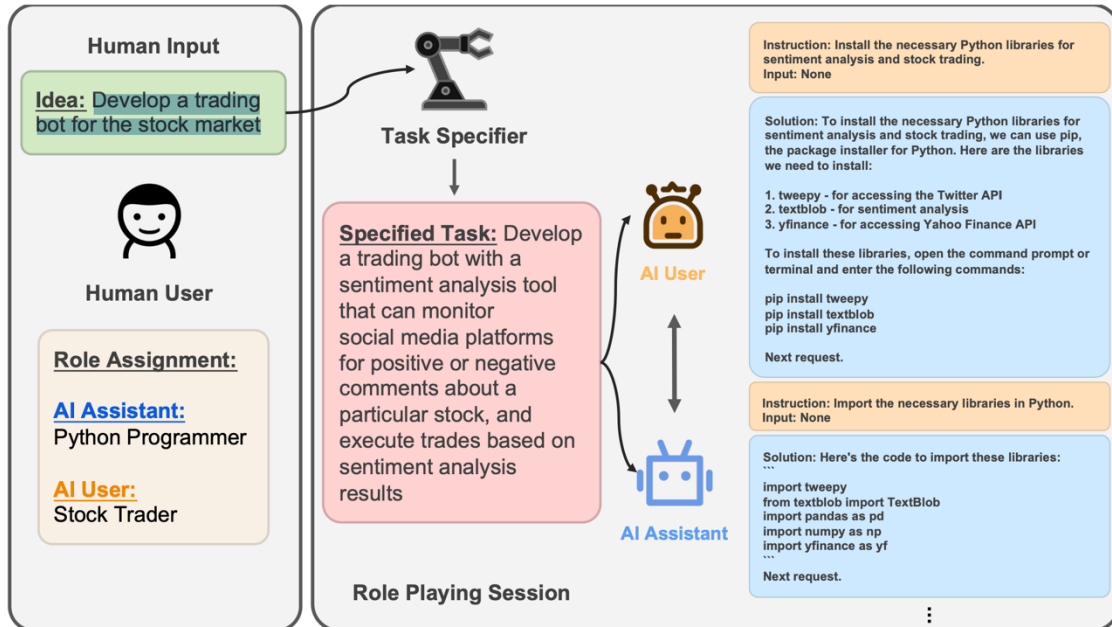 Human Input
Idea: Develop a trading
bot for the stock market
Human User
Role Assignment:
AI Assistant:
Python Programmer
AI User:
Stock Trader
Task Specifier
Specified Task: Develop
a trading bot with a
sentiment analysis tool
that can monitor
social media platforms
for positive or negative
comments about a
particular stock, and
execute trades based on
sentiment analysis
results
AI User
AI Assistant
Role Playing Session
Instruction: Install the necessary Python libraries for
sentiment analysis and stock trading.
Input: None
Solution: To install the necessary Python libraries for
sentiment analysis and stock trading, we can use pip,
the package installer for Python. Here are the libraries
we need to install:
1. tweepy - for accessing the Twitter API
2. textblob - for sentiment analysis
3. yfinance - for accessing Yahoo Finance API
To install these libraries, open the command prompt or
terminal and enter the following commands:
pip install tweepy
pip install textblob
pip install yfinance
Next request.
Instruction: Import the necessary libraries in Python.
Input: None
Solution: Here's the code to import these libraries:
```
import tweepy
from textblob import TextBlob
import pandas as pd
import numpy as np
import yfinance as yf
```
Next request.
⋮